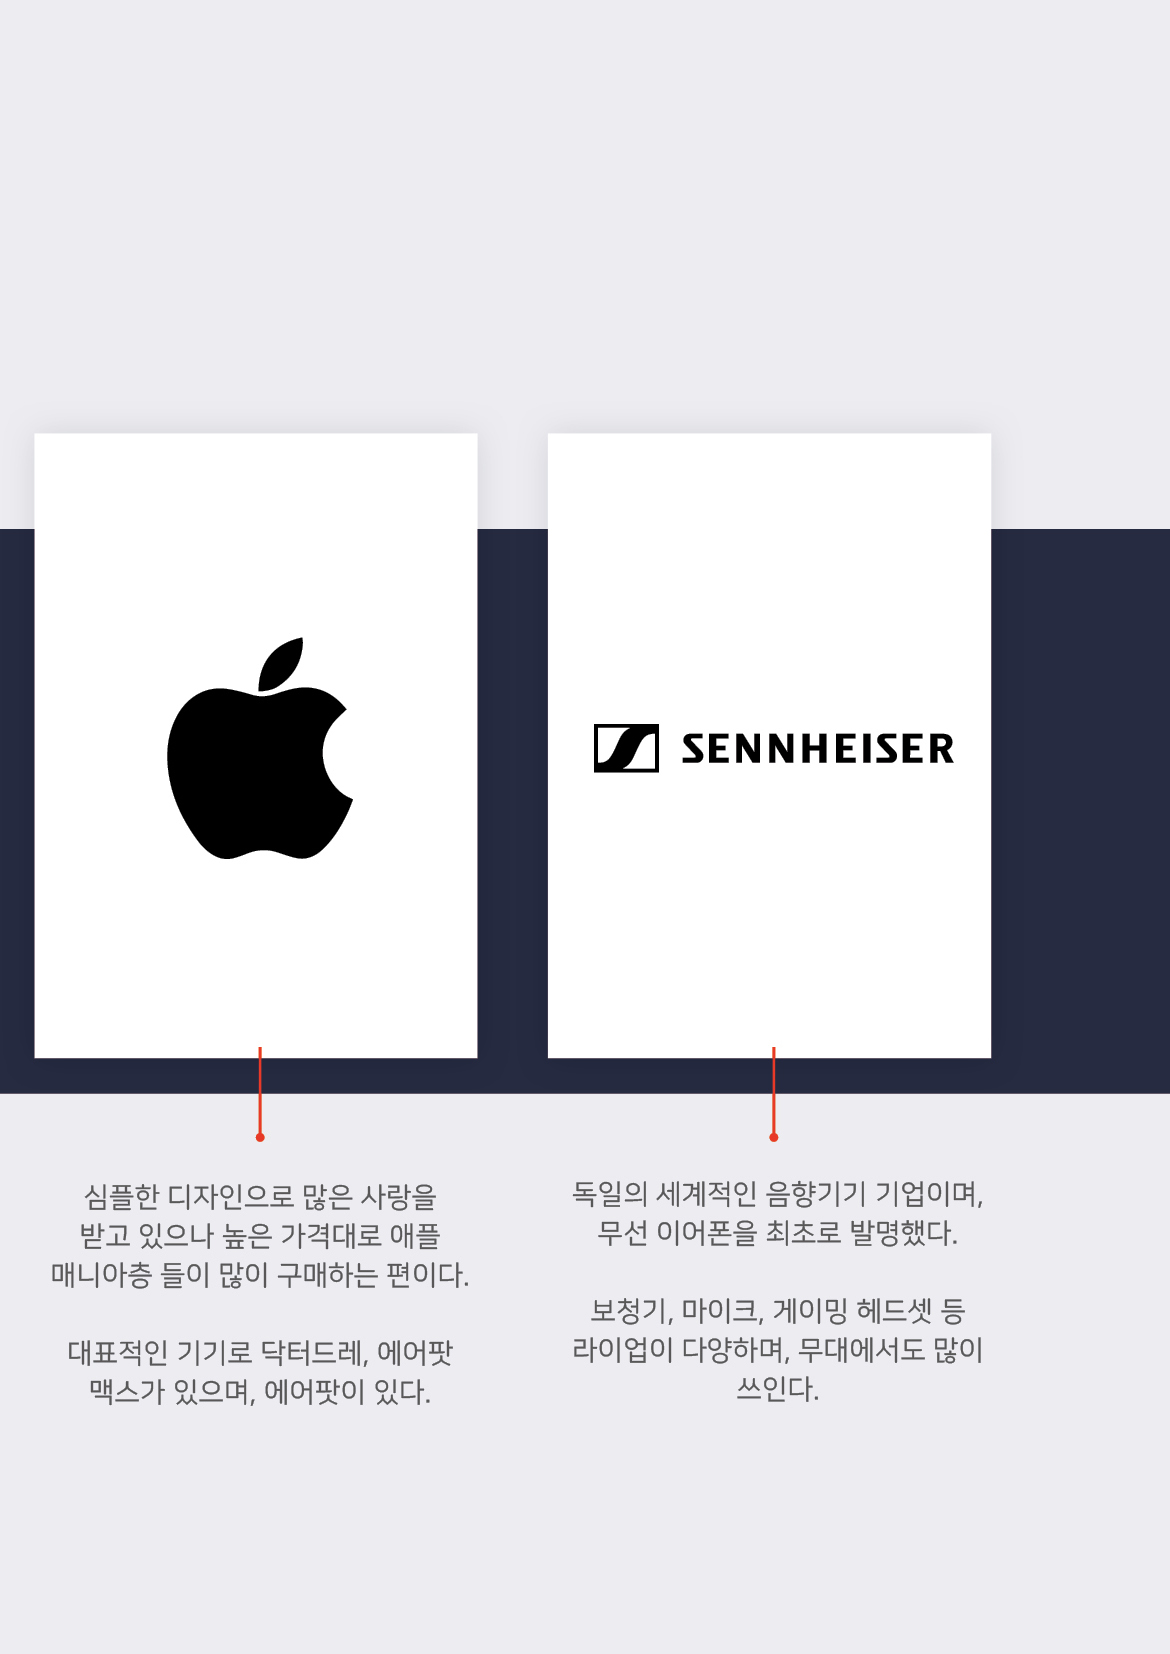 SENNHEISER
심플한 디자인으로 많은 사랑을
받고 있으나 높은 가격대로 애플
매니아층 들이 많이 구매하는 편이다.
대표적인 기기로 닥터드레, 에어팟
맥스가 있으며, 에어팟이 있다.
독일의 세계적인 음향기기 기업이며,
무선 이어폰을 최초로 발명했다.
보청기, 마이크, 게이밍 헤드셋 등
라이업이 다양하며, 무대에서도 많이
쓰인다.